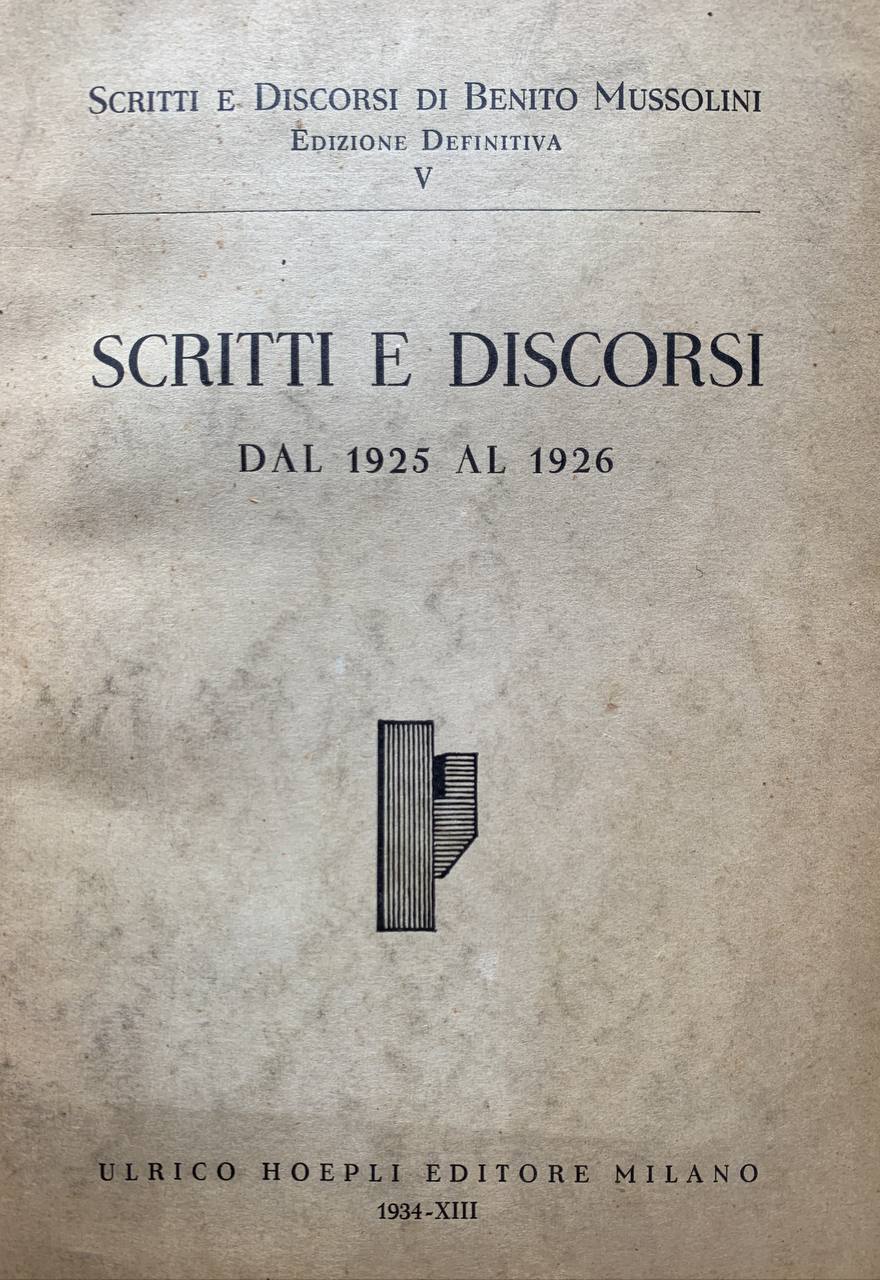 SCRITTI E DISCORSI DI BENITO MUSSOLINI
EDIZIONE DEFINITIVA
V
SCRITTI E DISCORSI
DAL 1925 AL 1926
ULRICO HOEPLI EDITORE MILANO
1934-XIII